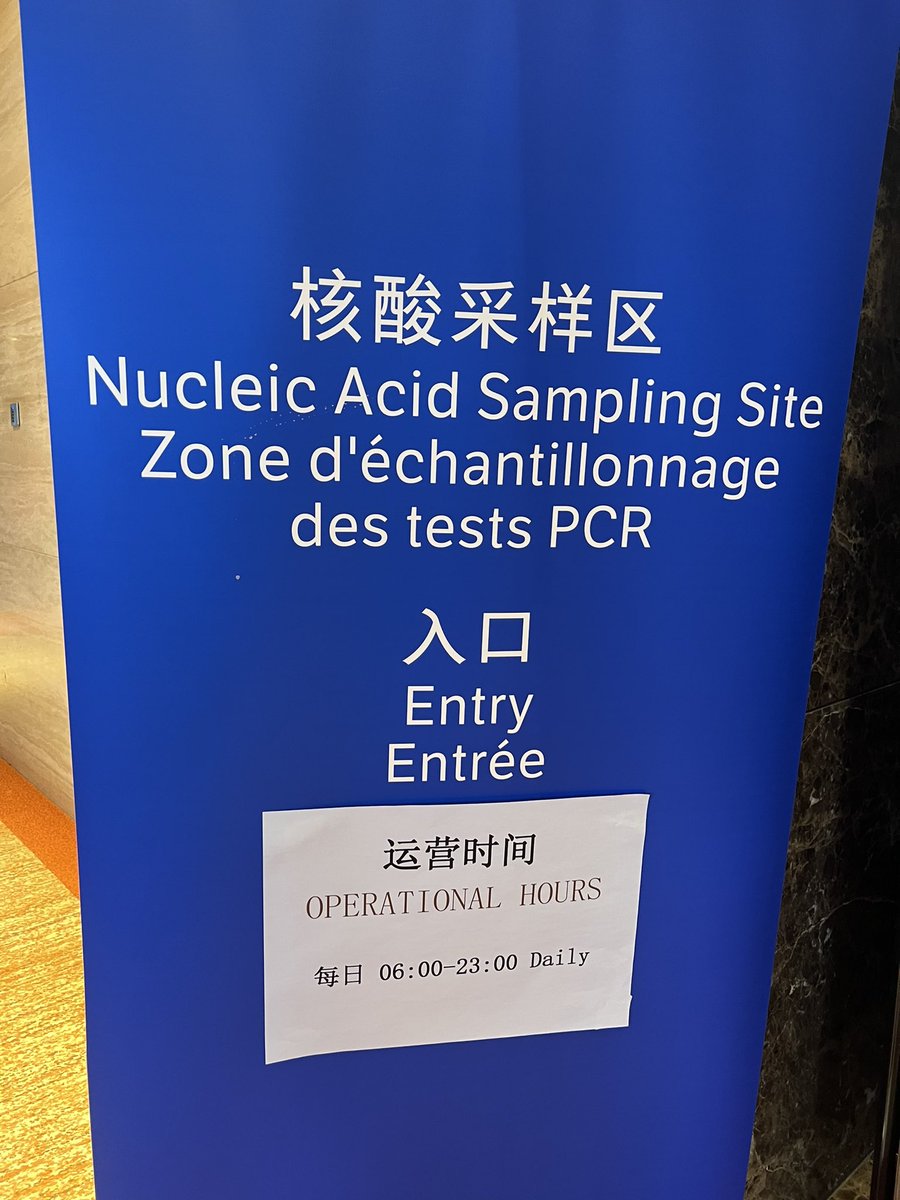 核酸采样区
Nucleic Acid Sampling Site
Zone d'échantillonnage
des tests PCR
入口
Entry
Entrée
运营时间
OPERATIONAL HOURS
每日 06:00-23:00 Daily